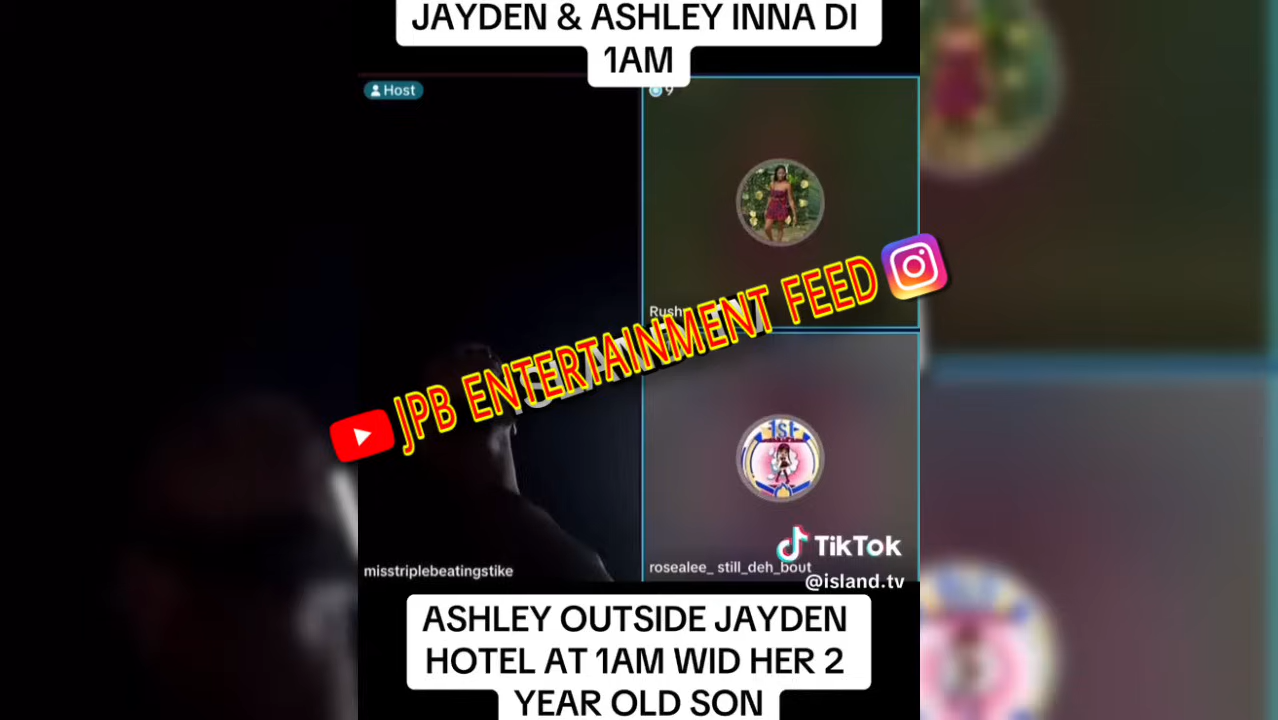 JAYDEN & ASHLEY INNA DI
1AM
Host
9
Rushy
JPB ENTERTAINMENT FEED
misstriplebeatingstike
rosealee_ still_deh_bout
TikTok
@island.tv
ASHLEY OUTSIDE JAYDEN
HOTEL AT 1AM WID HER 2
YEAR OLD SON